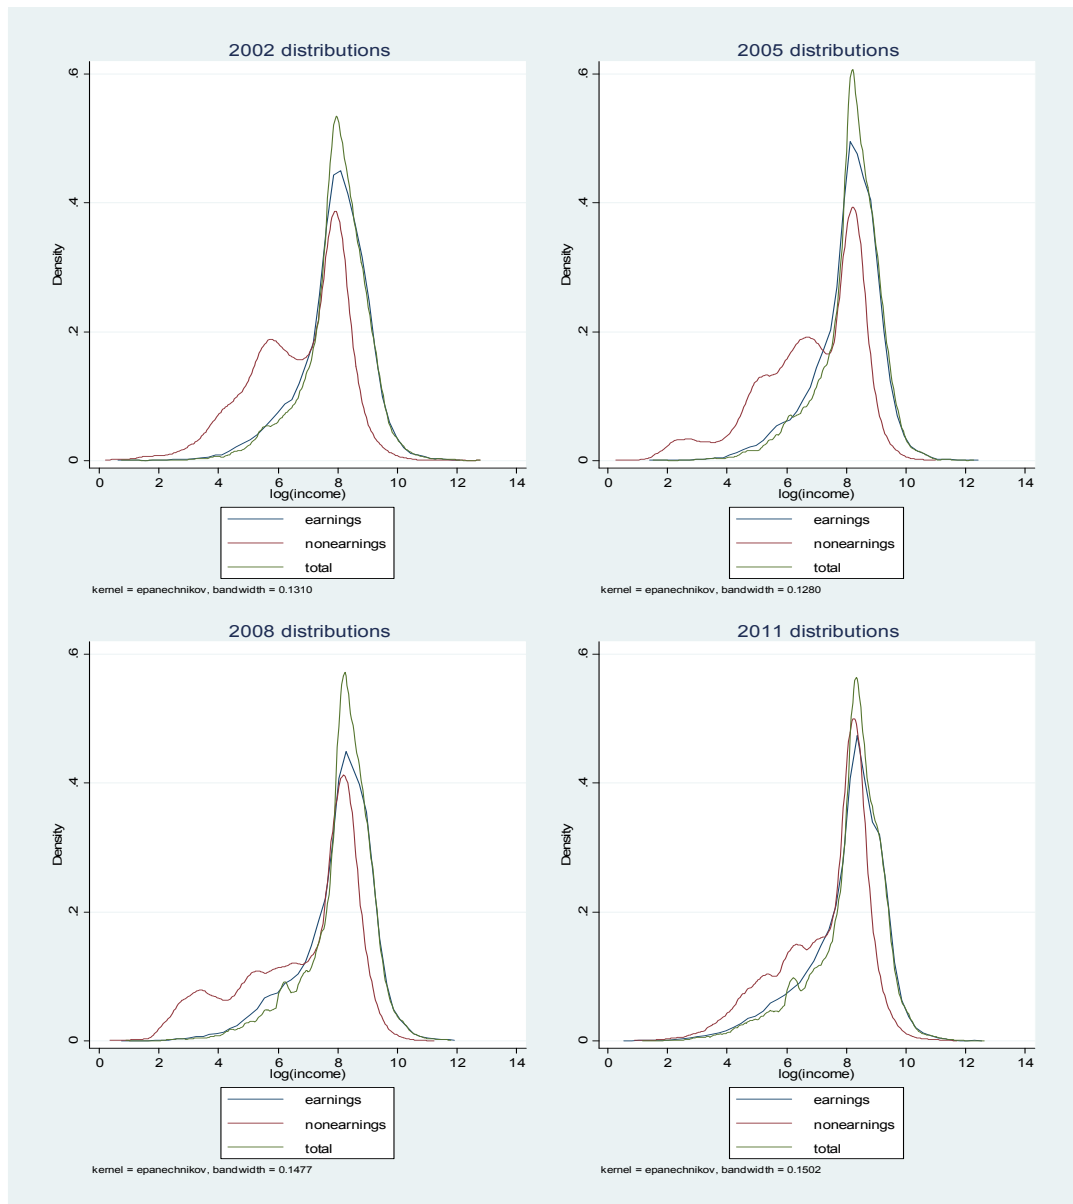 2002 distributions
.6
.4
.2
0
Density
0 2 4 6 8 10 12 14
log(income)
earnings
nonearnings
total
kernel = epanechnikov, bandwidth = 0.1310
2005 distributions
.6
.4
.2
0
Density
0 2 4 6 8 10 12 14
log(income)
earnings
nonearnings
total
kernel = epanechnikov, bandwidth = 0.1280
2008 distributions
.6
.4
.2
0
Density
0 2 4 6 8 10 12 14
log(income)
earnings
nonearnings
total
kernel = epanechnikov, bandwidth = 0.1477
2011 distributions
.6
.4
.2
0
Density
0 2 4 6 8 10 12 14
log(income)
earnings
nonearnings
total
kernel = epanechnikov, bandwidth = 0.1502